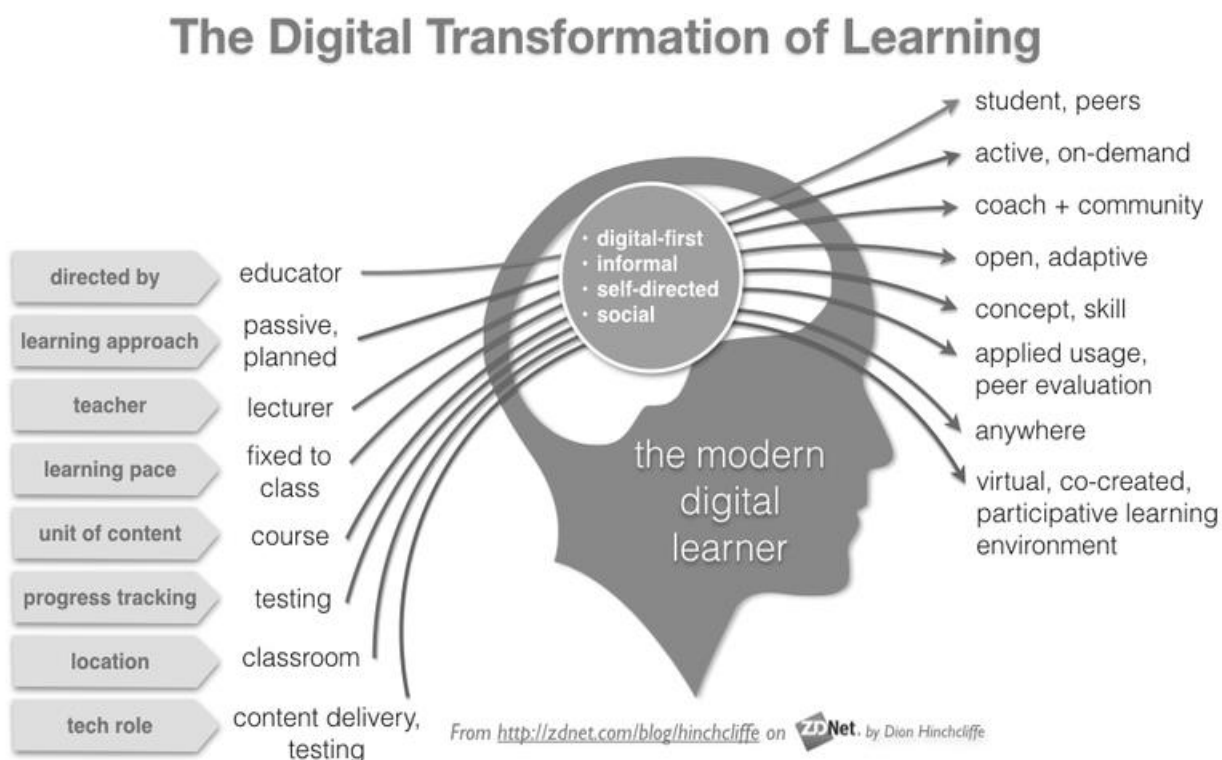 The Digital Transformation of Learning
directed by
educator
learning approach
passive,
planned
teacher
lecturer
learning pace
fixed to
class
unit of content
course
progress tracking
testing
location
classroom
tech role
content delivery,
testing
· digital-first
· informal
· self-directed
· social
the modern
digital
learner
student, peers
active, on-demand
coach + community
open, adaptive
concept, skill
applied usage,
peer evaluation
anywhere
virtual, co-created,
participative learning
environment
From http://zdnet.com/blog/hinchcliffe on ZDNet. by Dion Hinchcliffe